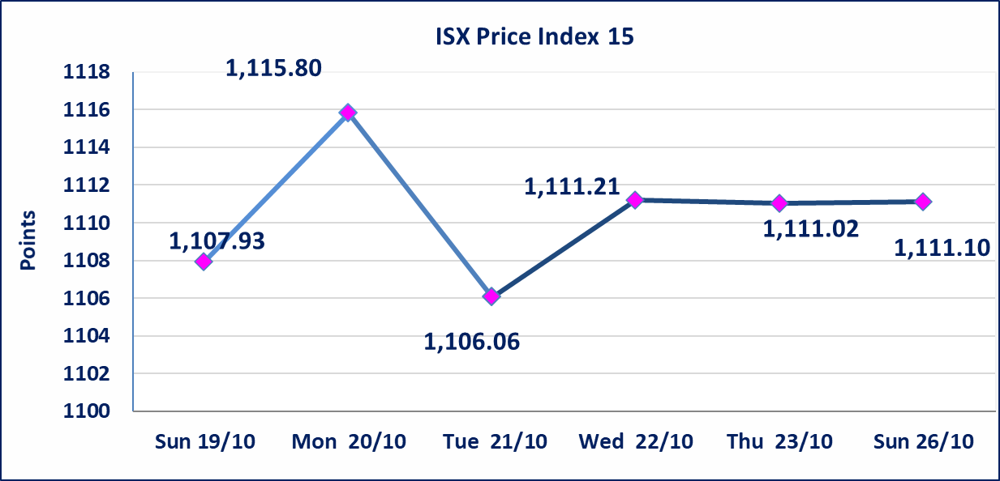 ISX Price Index 15
Points
1118
1116
1114
1112
1110
1108
1106
1104
1102
1100
1,107.93
1,115.80
1,106.06
1,111.21
1,111.02
1,111.10
Sun 19/10
Mon 20/10
Tue 21/10
Wed 22/10
Thu 23/10
Sun 26/10